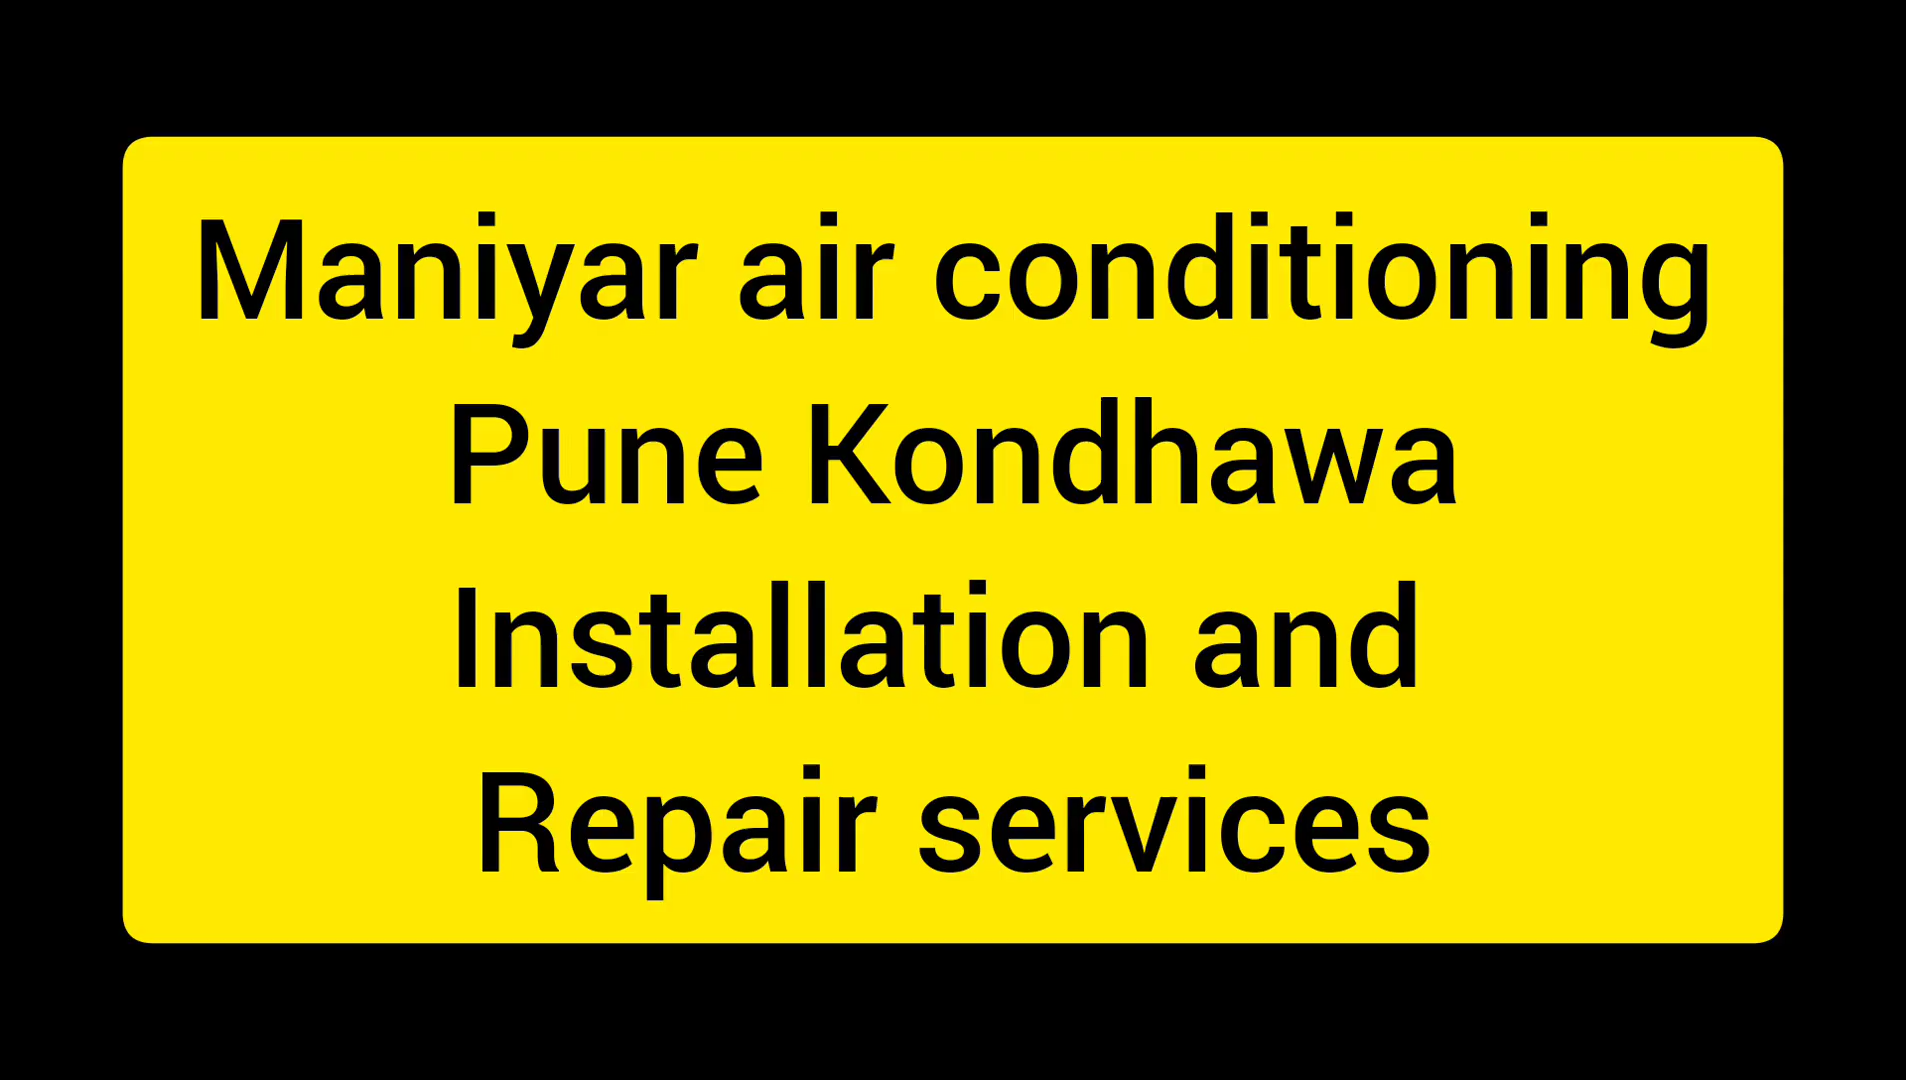 Maniyar air conditioning
Pune Kondhawa
Installation and
Repair services